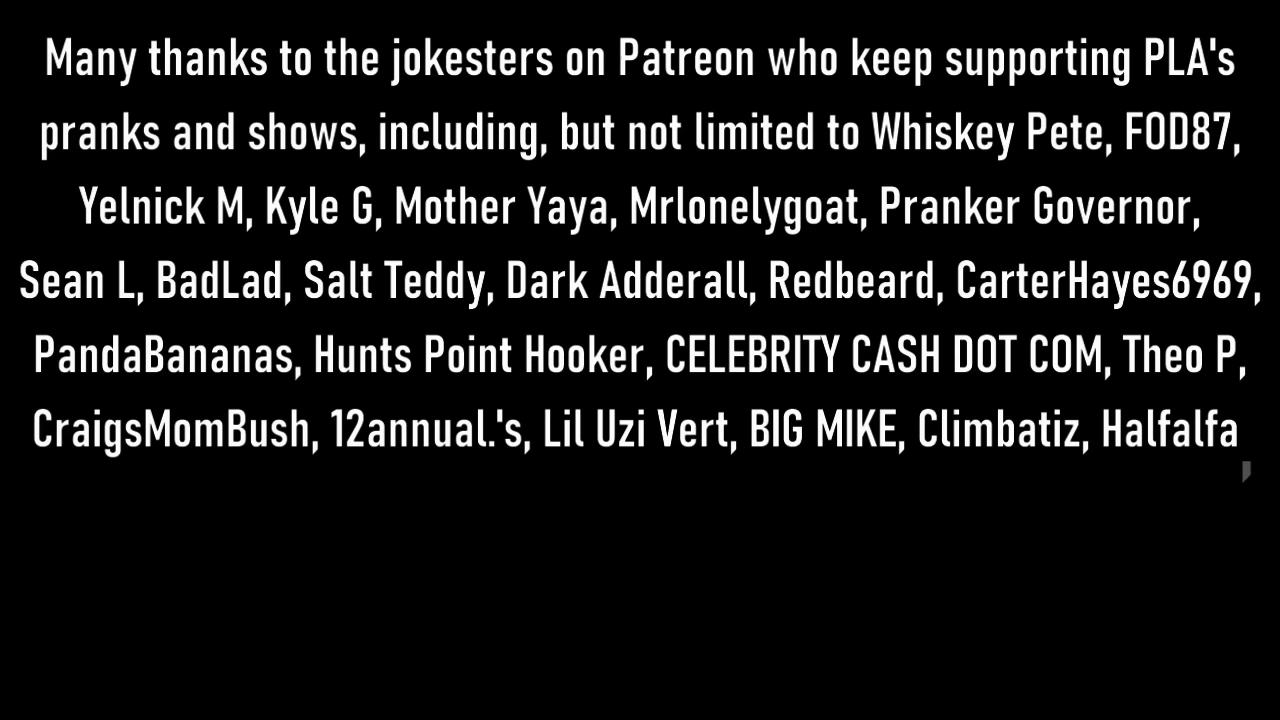 Many thanks to the jokesters on Patreon who keep supporting PLA's
pranks and shows, including, but not limited to Whiskey Pete, FOD87,
Yelnick M, Kyle G, Mother Yaya, Mrlonelygoat, Pranker Governor,
Sean L, BadLad, Salt Teddy, Dark Adderall, Redbeard, CarterHayes6969,
PandaBananas, Hunts Point Hooker, CELEBRITY CASH DOT COM, Theo P,
CraigsMomBush, 12annual.'s, Lil Uzi Vert, BIG MIKE, Climbatiz, Halfalfa,